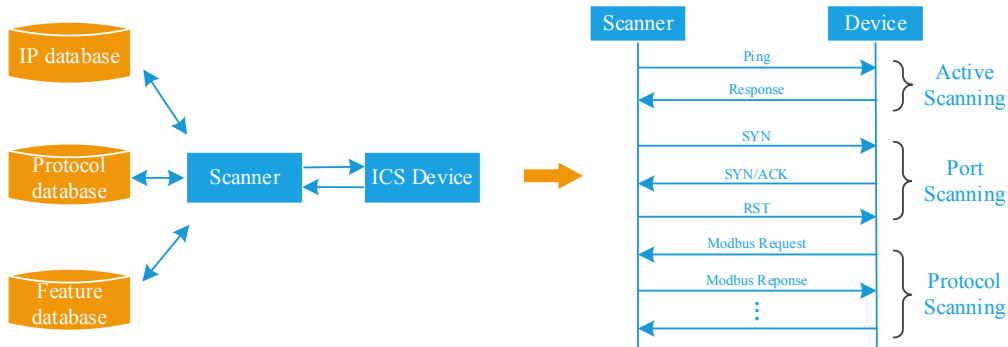 IP database
Protocol
database
Feature
database
Scanner
ICS Device
Scanner
Device
Ping
Response
Active
Scanning
SYN
SYN/ACK
RST
Port
Scanning
Modbus Request
Modbus Reponse
Protocol
Scanning